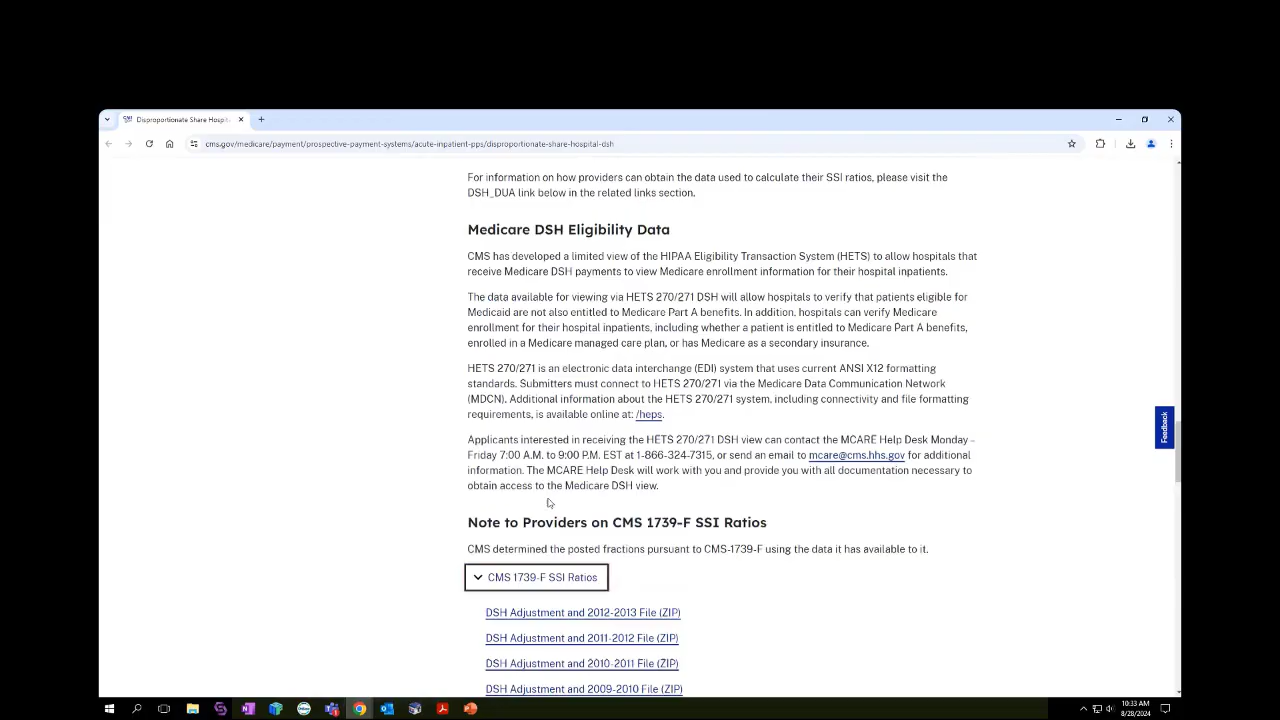 Disproportionate Share Hospit
cms.gov/medicare/payment/prospective-payment-systems/acute-inpatient-pps/disproportionate-share-hospital-dsh
For information on how providers can obtain the data used to calculate their SSI ratios, please visit the
DSH_DUA link below in the related links section.
Medicare DSH Eligibility Data
CMS has developed a limited view of the HIPAA Eligibility Transaction System (HETS) to allow hospitals that
receive Medicare DSH payments to view Medicare enrollment information for their hospital inpatients.
The data available for viewing via HETS 270/271 DSH will allow hospitals to verify that patients eligible for
Medicaid are not also entitled to Medicare Part A benefits. In addition, hospitals can verify Medicare
enrollment for their hospital inpatients, including whether a patient is entitled to Medicare Part A benefits,
enrolled in a Medicare managed care plan, or has Medicare as a secondary insurance.
HETS 270/271 is an electronic data interchange (EDI) system that uses current ANSI X12 formatting
standards. Submitters must connect to HETS 270/271 via the Medicare Data Communication Network
(MDCN). Additional information about the HETS 270/271 system, including connectivity and file formatting
requirements, is available online at: /heps.
Feedback
Applicants interested in receiving the HETS 270/271 DSH view can contact the MCARE Help Desk Monday –
Friday 7:00 A.M. to 9:00 P.M. EST at 1-866-324-7315, or send an email to mcare@cms.hhs.gov for additional
information. The MCARE Help Desk will work with you and provide you with all documentation necessary to
obtain access to the Medicare DSH view.
Note to Providers on CMS 1739-F SSI Ratios
CMS determined the posted fractions pursuant to CMS-1739-F using the data it has available to it.
CMS 1739-F SSI Ratios
DSH Adjustment and 2012-2013 File (ZIP)
DSH Adjustment and 2011-2012 File (ZIP)
DSH Adjustment and 2010-2011 File (ZIP)
DSH Adjustment and 2009-2010 File (ZIP)
10:33 AM
8/28/2024